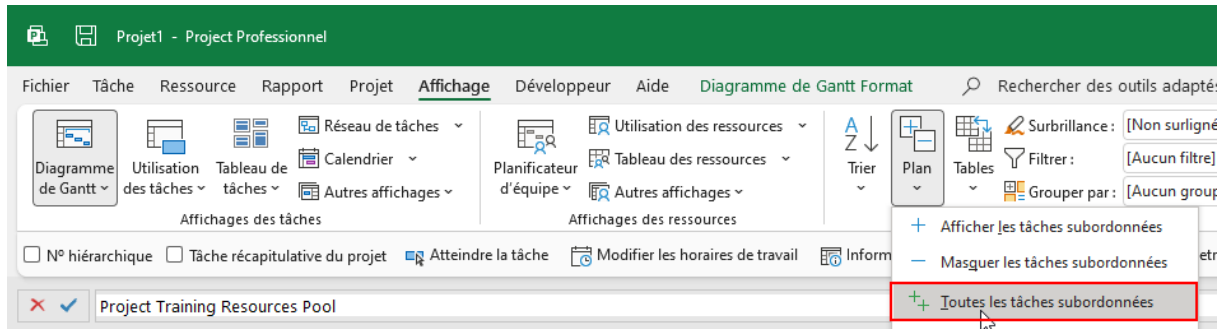 Projet1 - Project Professionnel
Fichier Tâche Ressource Rapport Projet Affichage Développeur Aide Diagramme de Gantt Format Rechercher des outils adaptés
Diagramme de Gantt
Utilisation des tâches
Tableau de tâches
Réseau de tâches
Calendrier
Autres affichages
Affichages des tâches
Planificateur d'équipe
Utilisation des ressources
Tableau des ressources
Autres affichages
Affichages des ressources
A Z
Trier
Plan
Tables
Surbrillance : [Non surligné
Filtrer : [Aucun filtre]
Grouper par : [Aucun group
Afficher les tâches subordonnées
Masquer les tâches subordonnées
Toutes les tâches subordonnées
Nº hiérarchique Tâche récapitulative du projet Atteindre la tâche Modifier les horaires de travail Inform etr
Project Training Resources Pool